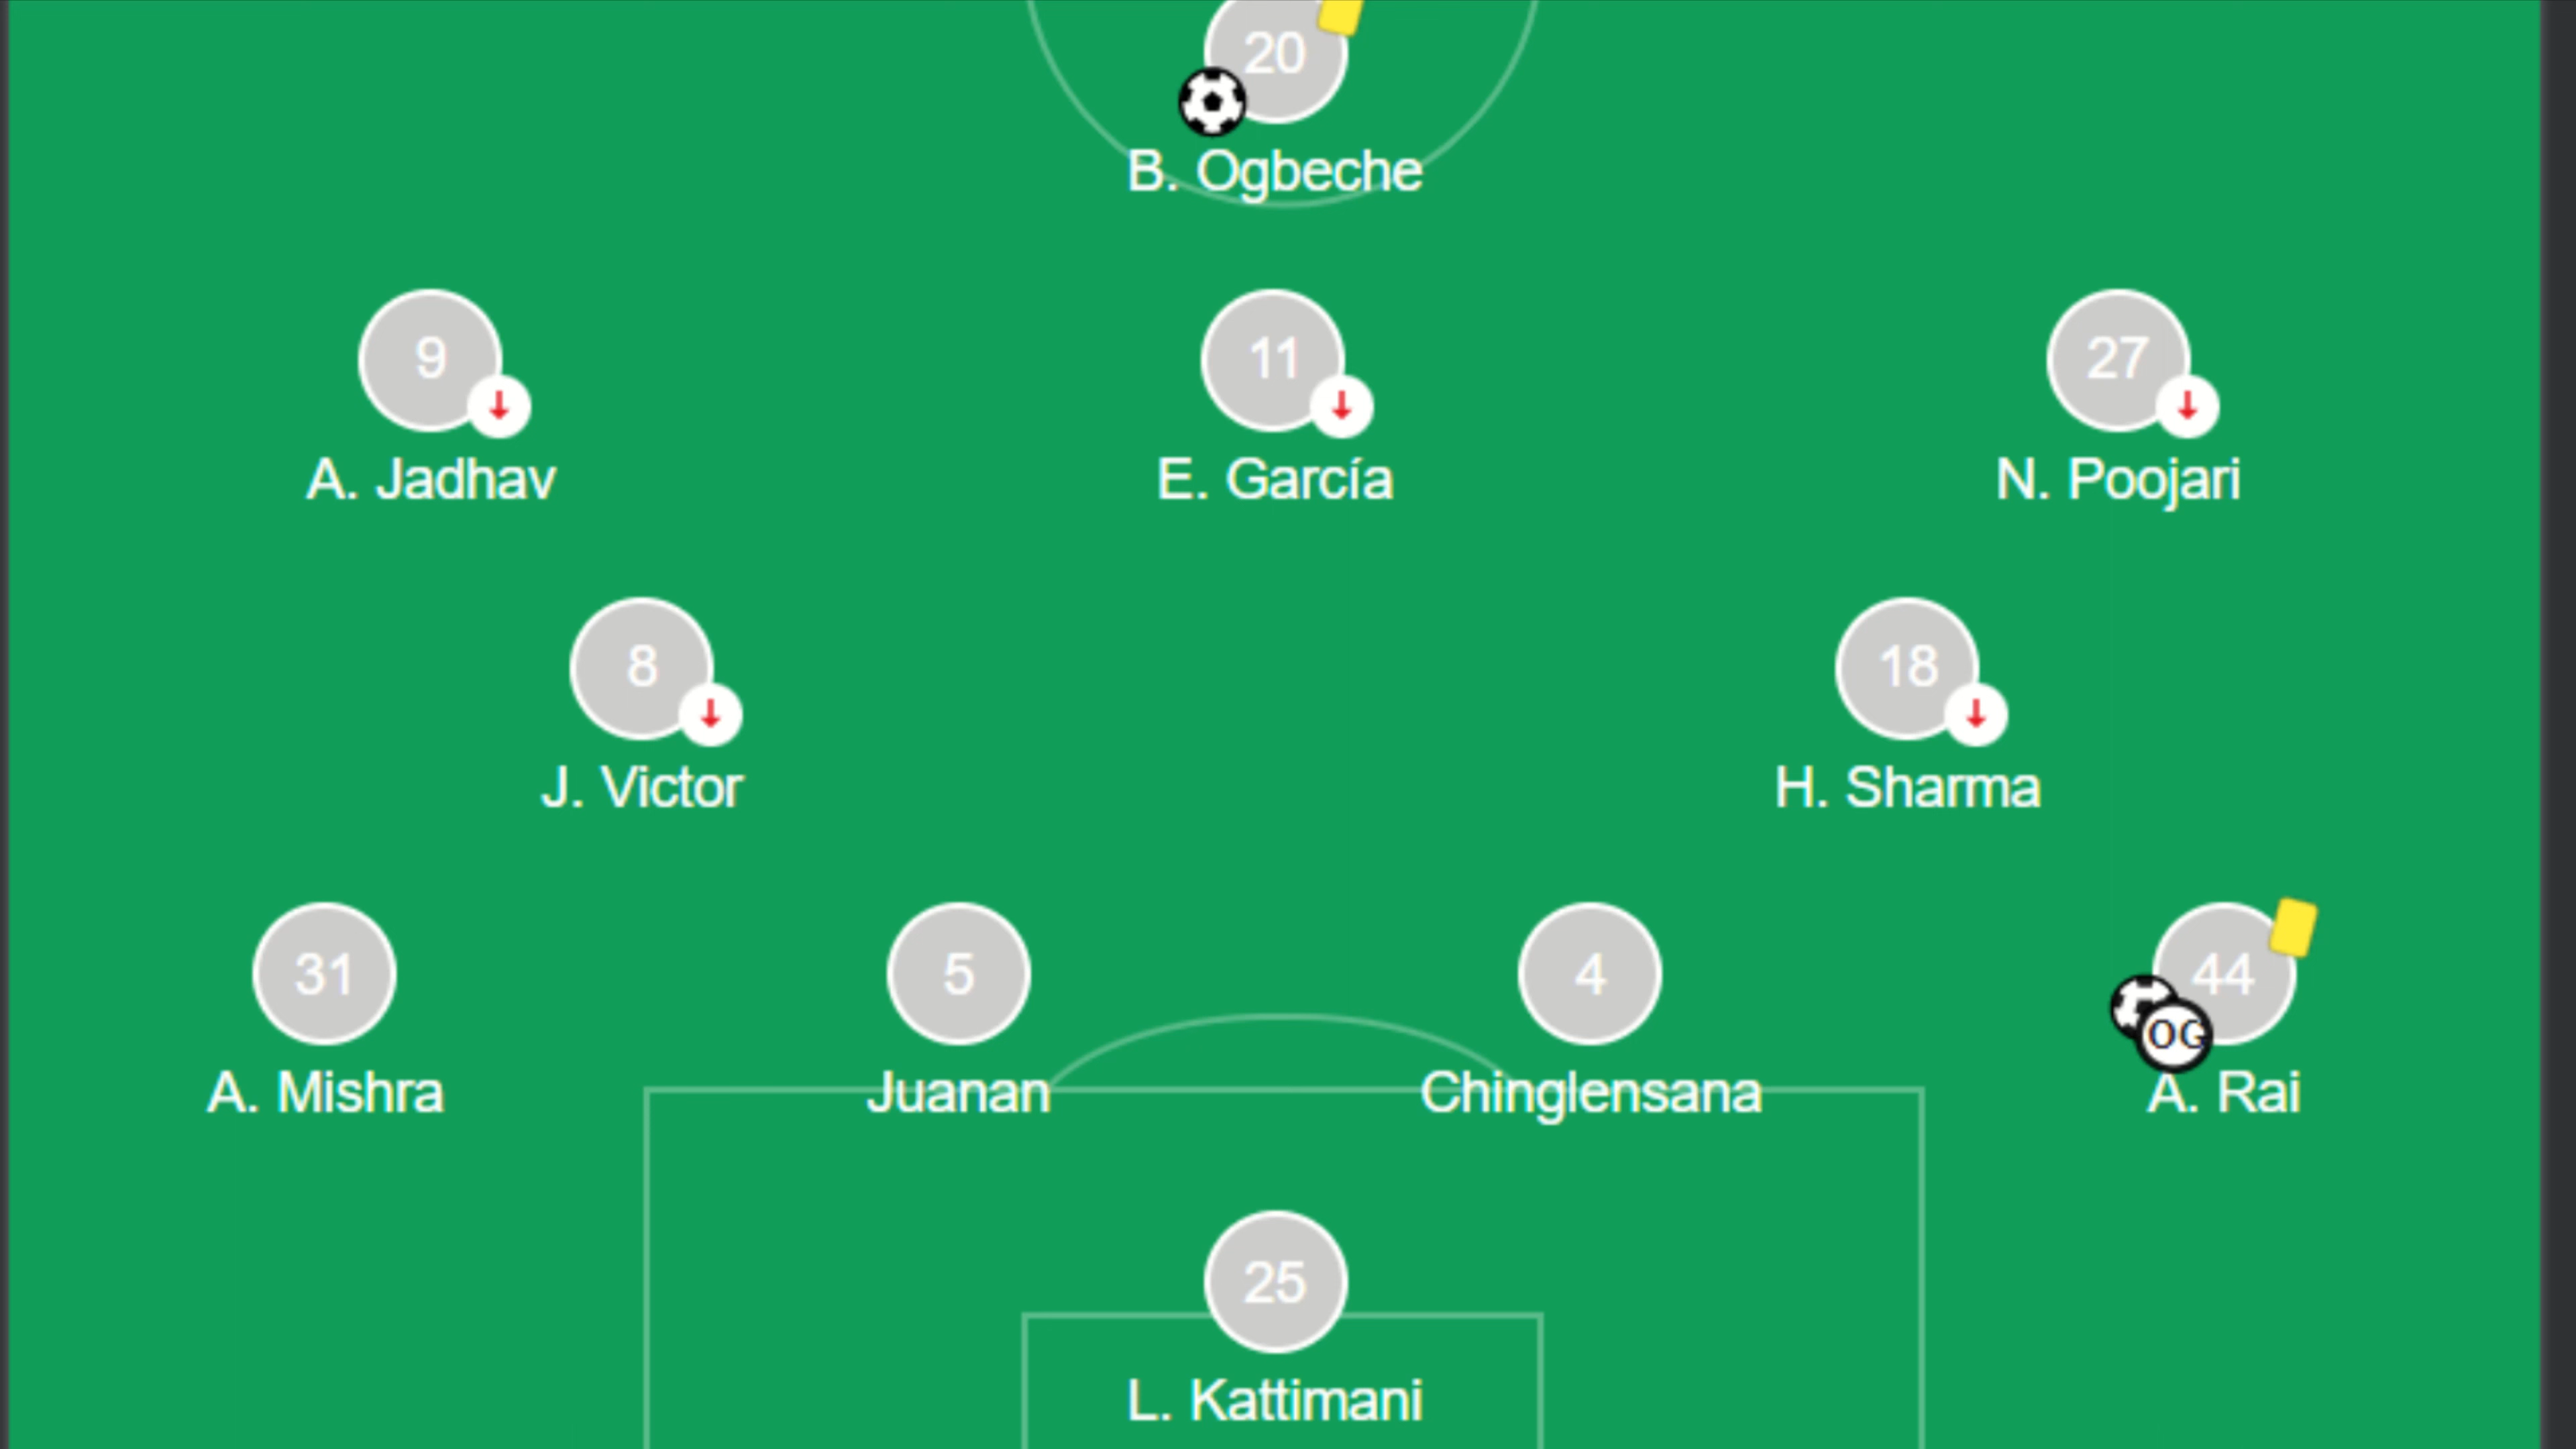 20
B. Ogbeche
9 11 27
A. Jadhav E. García N. Poojari
8 18
J. Victor H. Sharma
31 5 4 44
OG
A. Mishra Juanan Chinglensana A. Rai
25
L. Kattimani